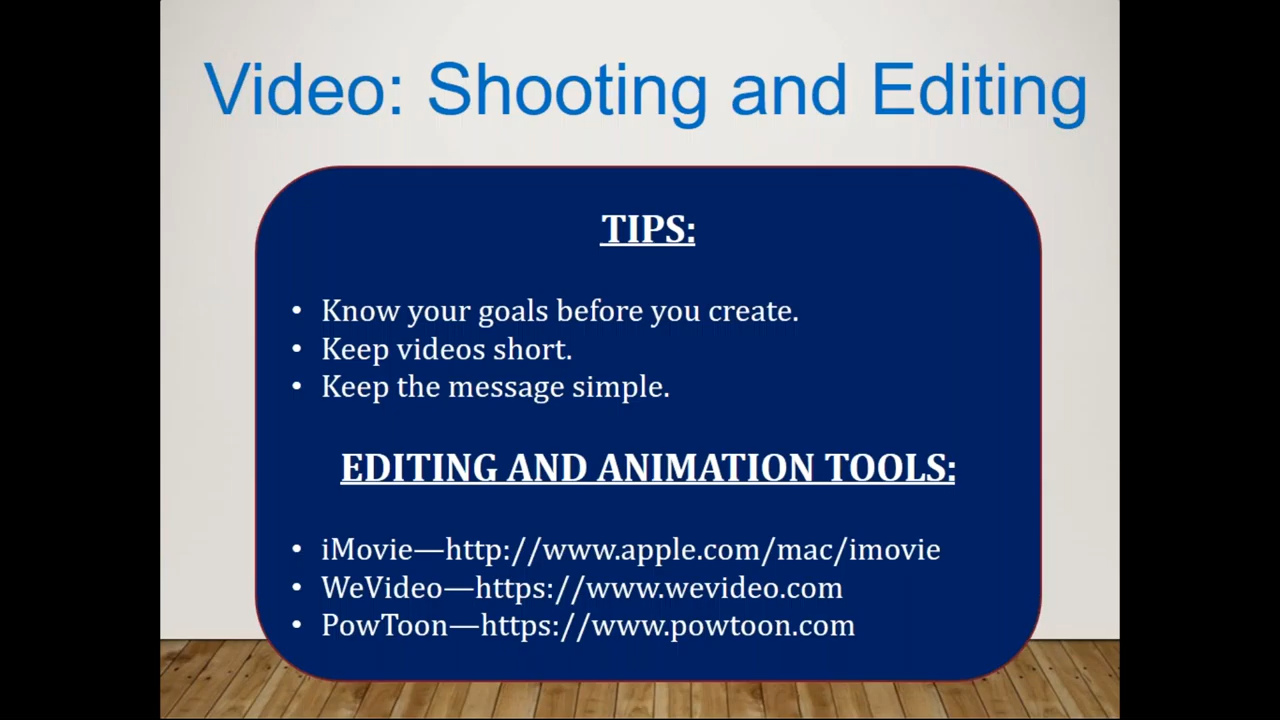 Video: Shooting and Editing
TIPS:
• Know your goals before you create.
• Keep videos short.
• Keep the message simple.
EDITING AND ANIMATION TOOLS:
• iMovie—http://www.apple.com/mac/imovie
• WeVideo—https://www.wevideo.com
• PowToon—https://www.powtoon.com